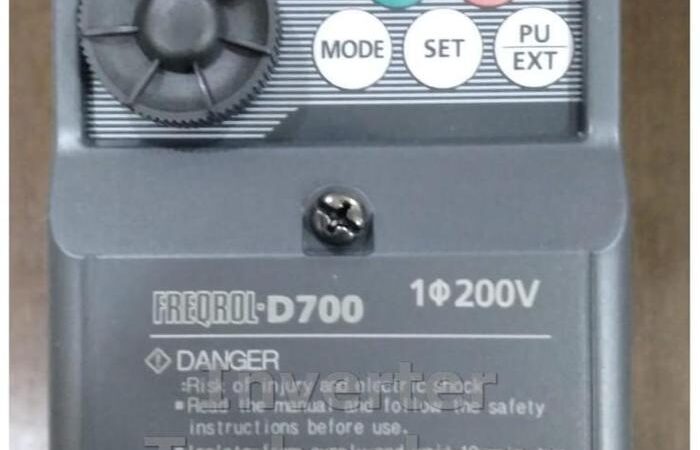 MODE SET PU
EXT
FREQROL-D700 1Φ200V
DANGER
:Risk of injury and electric shock
▪Read the manual and follow the safety
instructions before use.
Inverter